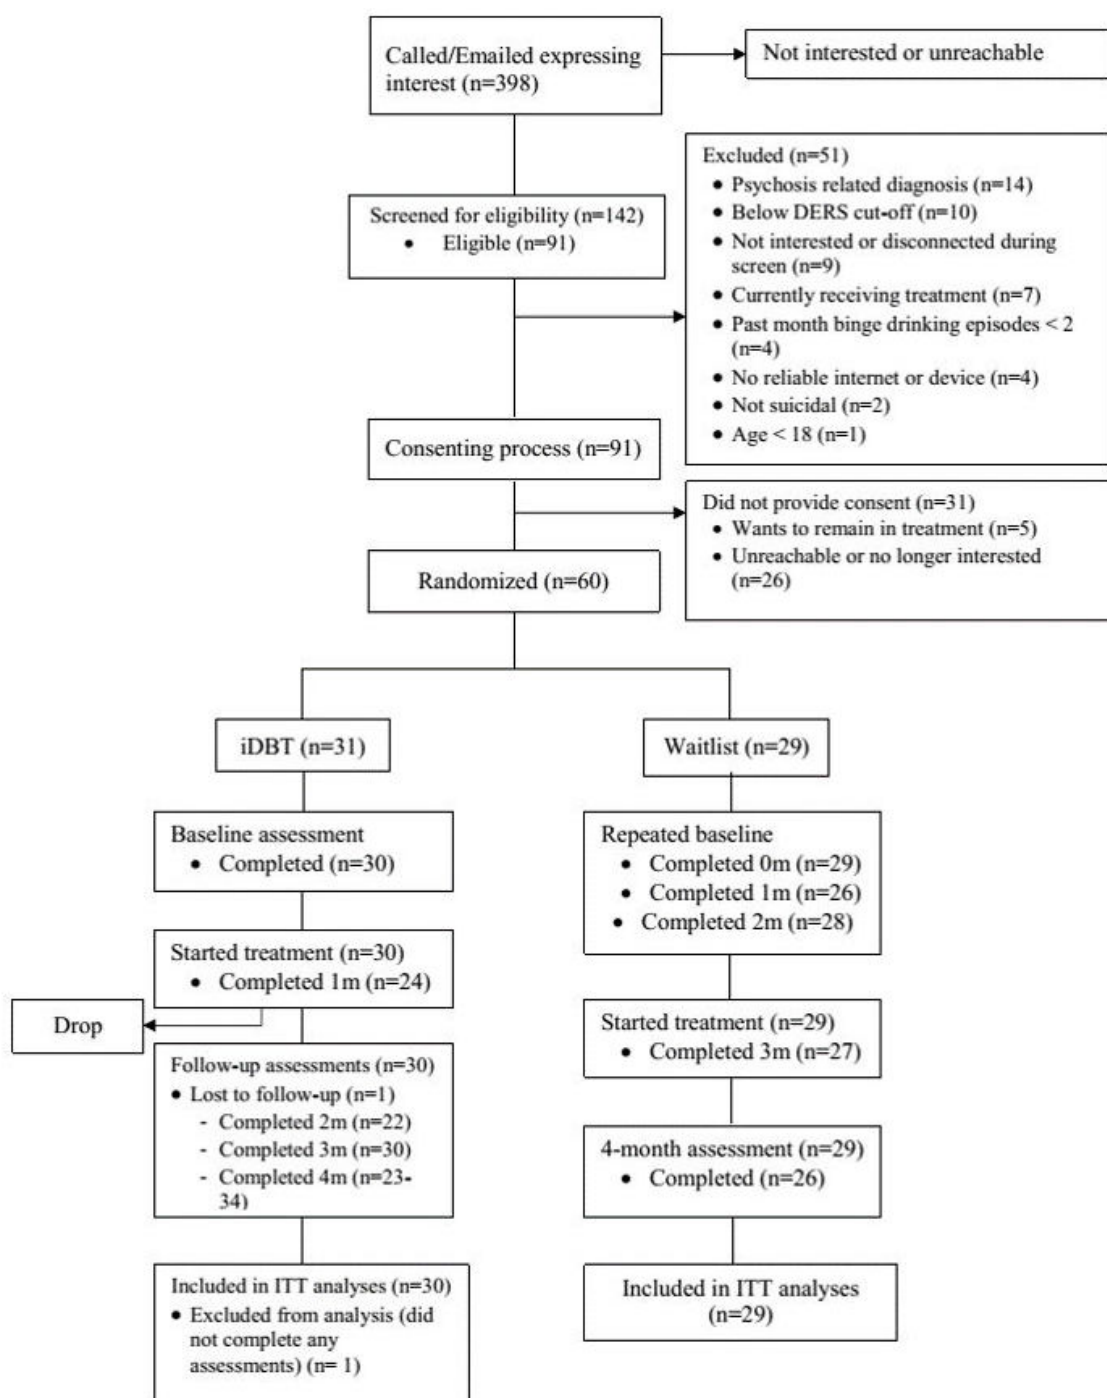 Called/Emailed expressing
interest (n=398)
Not interested or unreachable
Excluded (n=51)
• Psychosis related diagnosis (n=14)
• Below DERS cut-off (n=10)
• Not interested or disconnected during
screen (n=9)
• Currently receiving treatment (n=7)
• Past month binge drinking episodes < 2
(n=4)
• No reliable internet or device (n=4)
• Not suicidal (n=2)
• Age < 18 (n=1)
Screened for eligibility (n=142)
• Eligible (n=91)
Consenting process (n=91)
Did not provide consent (n=31)
• Wants to remain in treatment (n=5)
• Unreachable or no longer interested
(n=26)
Randomized (n=60)
iDBT (n=31)
Baseline assessment
• Completed (n=30)
Started treatment (n=30)
• Completed 1m (n=24)
Drop
Follow-up assessments (n=30)
• Lost to follow-up (n=1)
- Completed 2m (n=22)
- Completed 3m (n=30)
- Completed 4m (n=23-
34)
Included in ITT analyses (n=30)
• Excluded from analysis (did
not complete any
assessments) (n= 1)
Waitlist (n=29)
Repeated baseline
• Completed 0m (n=29)
• Completed 1m (n=26)
• Completed 2m (n=28)
Started treatment (n=29)
• Completed 3m (n=27)
4-month assessment (n=29)
• Completed (n=26)
Included in ITT analyses
(n=29)